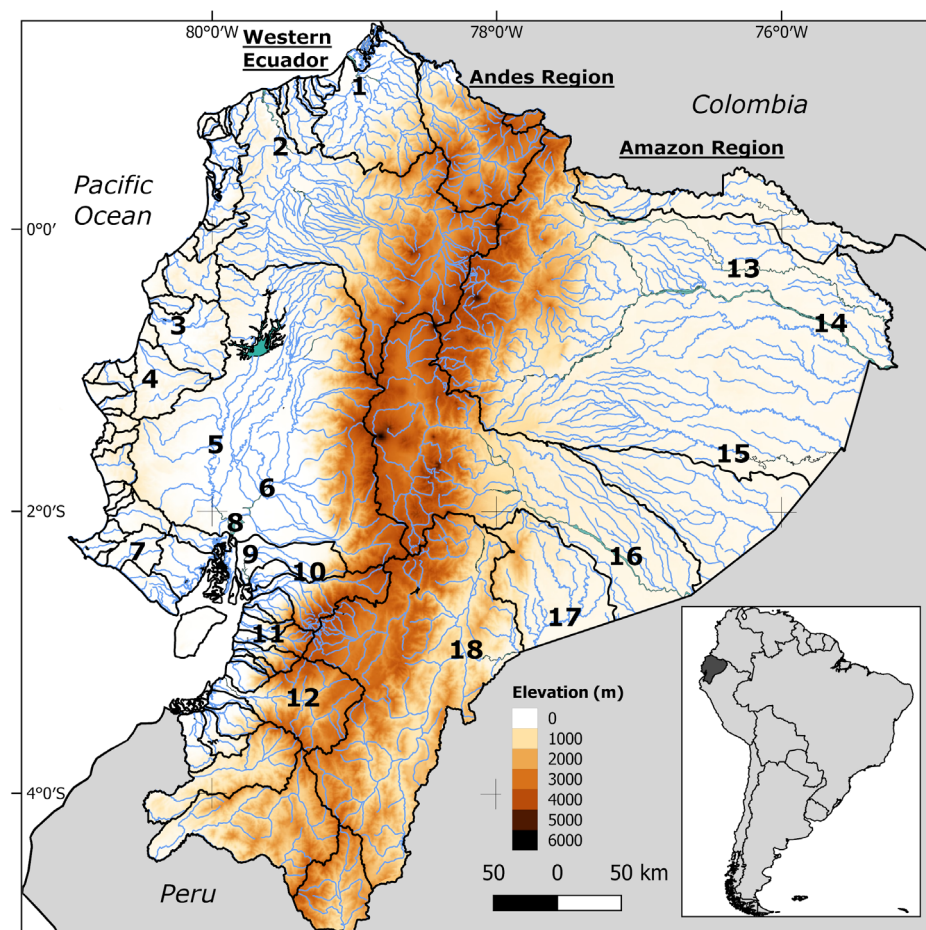 80°0'W
78°0'W
76°0'W
Western
Ecuador
Andes Region
1
Colombia
2
Amazon Region
Pacific
Ocean
0°0'
13
3
14
4
5
15
6
2°0'S
8
7
9
16
10
11
17
18
12
Elevation (m)
0
1000
2000
3000
4000
5000
6000
4°0'S
Peru
50
0
50 km